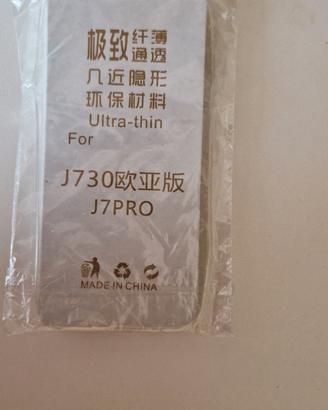 极致纤薄
通透
几近隐形
环保材料
Ultra-thin
For
J730欧亚版
J7PRO
MADE IN CHINA